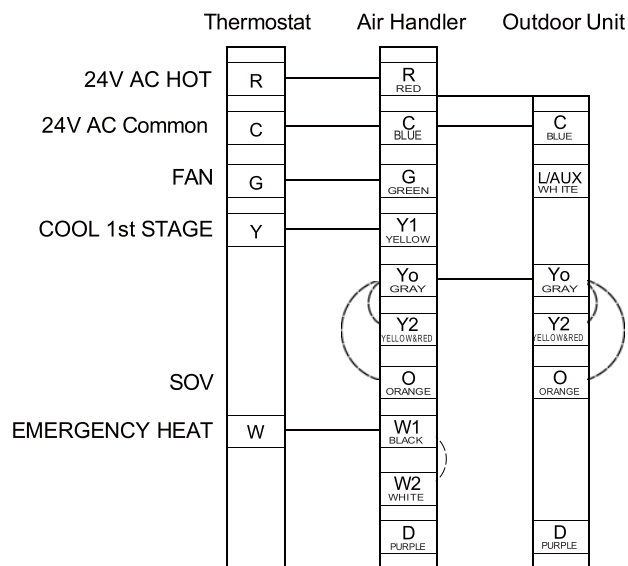 Thermostat Air Handler Outdoor Unit
24V AC HOT R R
RED
24V AC Common C C C
BLUE BLUE
FAN G G L/AUX
GREEN WHITE
COOL 1st STAGE Y Y1
YELLOW
Yo Yo
GRAY GRAY
Y2 Y2
YELLOW&RED YELLOW&RED
SOV O O
ORANGE ORANGE
EMERGENCY HEAT W W1
BLACK
W2
WHITE
D D
PURPLE PURPLE